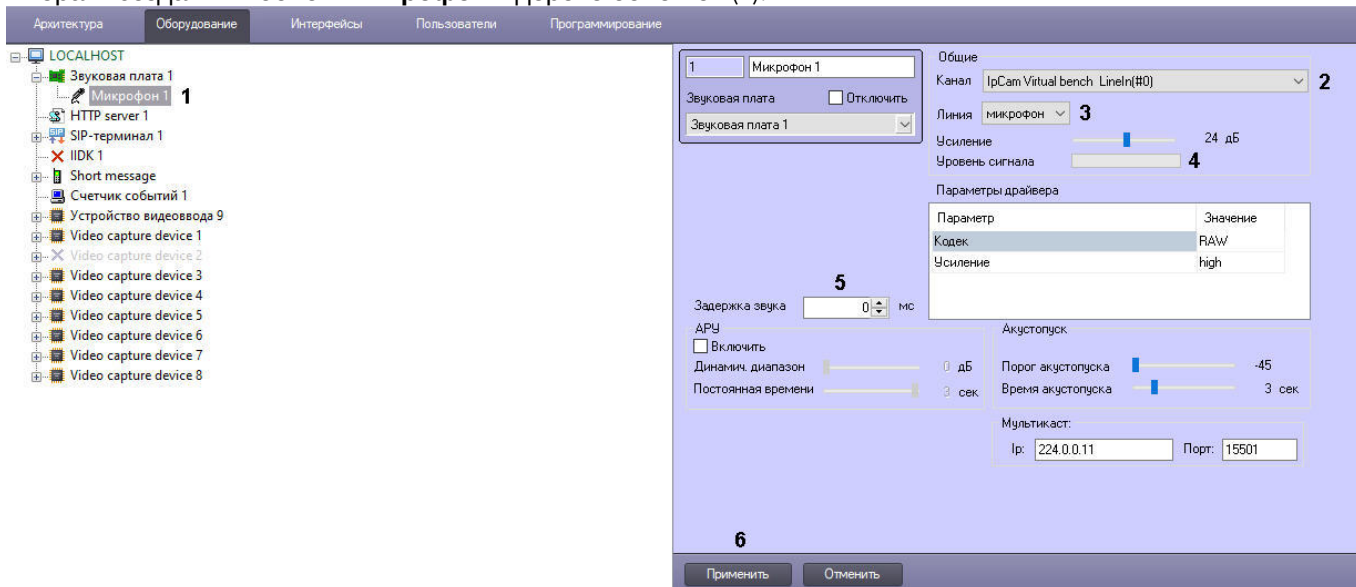 Архитектура Оборудование Интерфейсы Пользователи Программирование
LOCALHOST
Звуковая плата 1
Микрофон 1 1
HTTP server 1
SIP-терминал 1
IIDK 1
Short message
Счетчик событий 1
Устройство видеоввода 9
Video capture device 1
Video capture device 2
Video capture device 3
Video capture device 4
Video capture device 5
Video capture device 6
Video capture device 7
Video capture device 8
1 Микрофон 1
Звуковая плата Отключить
Звуковая плата 1
Общие
Канал IpCam Virtual bench LineIn(#0) 2
Линия микрофон 3
Усиление 24 дБ
Уровень сигнала 4
Параметры драйвера
Параметр Значение
Кодек RAW
Усиление high
5
Задержка звука 0 мс
АРУ
Включить
Динамич. диапазон 0 дБ
Постоянная времени 3 сек
Акустопуск
Порог акустопуска -45
Время акустопуска 3 сек
Мультикаст:
Ip: 224.0.0.11 Порт: 15501
6
Применить Отменить